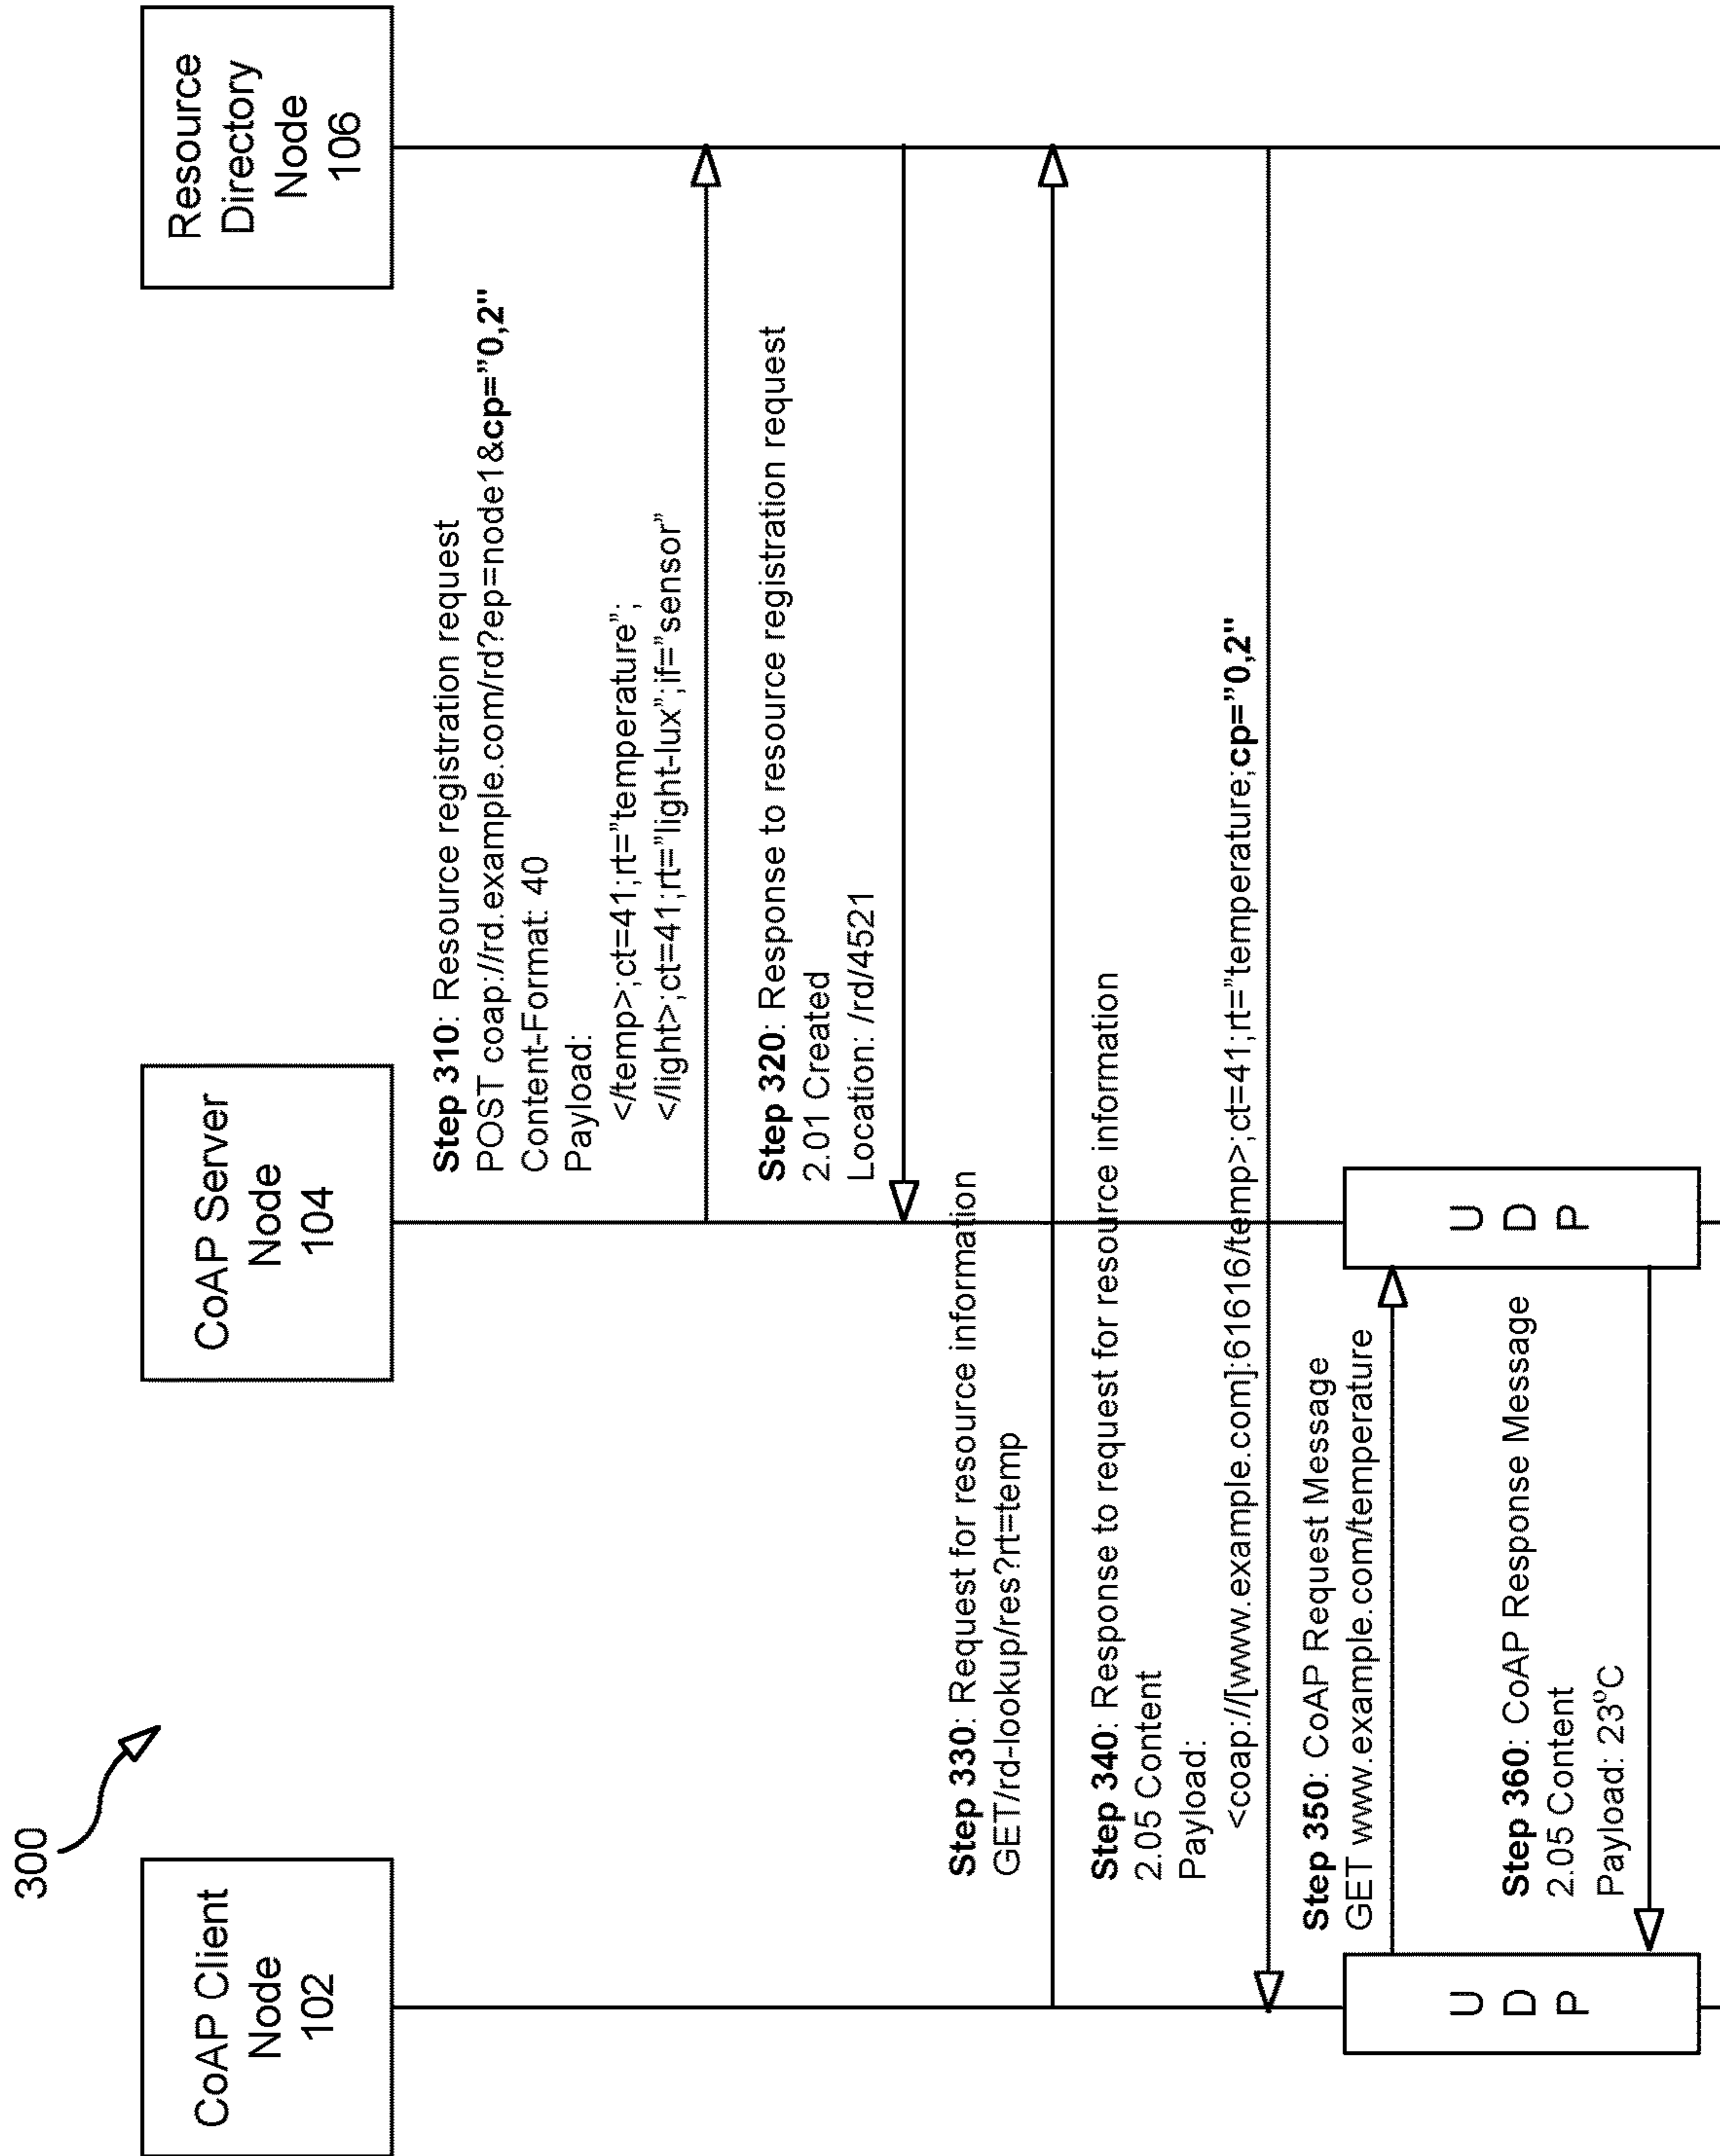 300
CoAP Client
Node
102
CoAP Server
Node
104
Resource
Directory
Node
106
Step 310: Resource registration request
POST coap://rd.example.com/rd?ep=node1&cp=”0,2"
Content-Format: 40
Payload:
</temp>;ct=41;rt=”temperature”;
</light>;ct=41;rt=”light-lux”;if=”sensor”
Step 320: Response to resource registration request
2.01 Created
Location: /rd/4521
Step 330: Request for resource information
GET/rd-lookup/res?rt=temp
Step 340: Response to request for resource information
2.05 Content
Payload:
<coap://[www.example.com]:61616/temp>;ct=41;rt=”temperature;cp=”0,2"
Step 350: CoAP Request Message
GET www.example.com/temperature
Step 360: CoAP Response Message
2.05 Content
Payload: 23°C
UDP
UDP